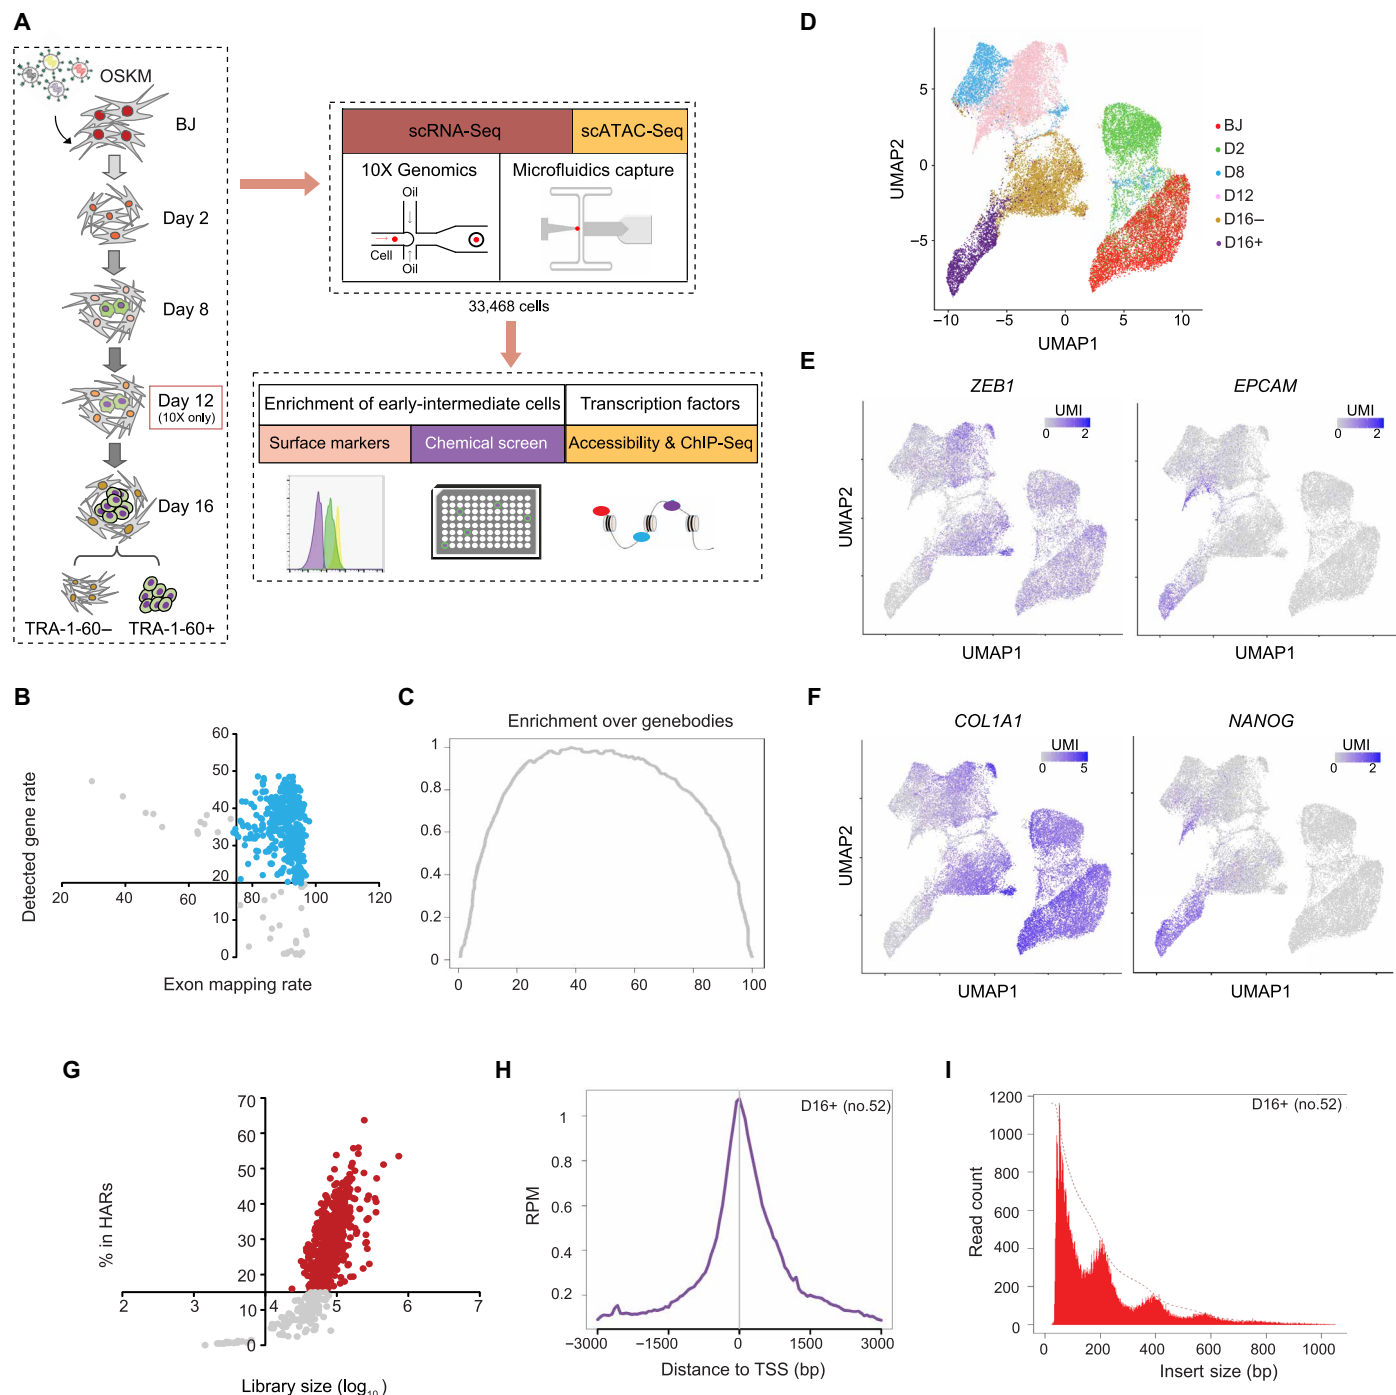 A
OSKM
BJ
Day 2
Day 8
Day 12
(10X only)
Day 16
TRA-1-60–
TRA-1-60+
scRNA-Seq
scATAC-Seq
10X Genomics
Microfluidics capture
Oil
Cell
Oil
33,468 cells
Enrichment of early-intermediate cells
Transcription factors
Surface markers
Chemical screen
Accessibility & ChIP-Seq
B
Detected gene rate
60
50
40
30
20
10
0
20
40
60
80
100
120
Exon mapping rate
C
Enrichment over genebodies
1
0.8
0.6
0.4
0.2
0
0
20
40
60
80
100
D
UMAP2
5
0
−5
−10
−5
0
5
10
UMAP1
BJ
D2
D8
D12
D16–
D16+
E
ZEB1
UMI
0 2
UMAP2
UMAP1
EPCAM
UMI
0 2
UMAP1
F
COL1A1
UMI
0 5
UMAP2
UMAP1
NANOG
UMI
0 2
UMAP1
G
% in HARs
70
60
50
40
30
20
10
0
2
3
4
5
6
7
Library size (log10)
H
D16+ (no.52)
RPM
1
0.8
0.6
0.4
0.2
−3000
−1500
0
1500
3000
Distance to TSS (bp)
I
D16+ (no.52)
Read count
1200
1000
800
600
400
200
0
0
200
400
600
800
1000
Insert size (bp)